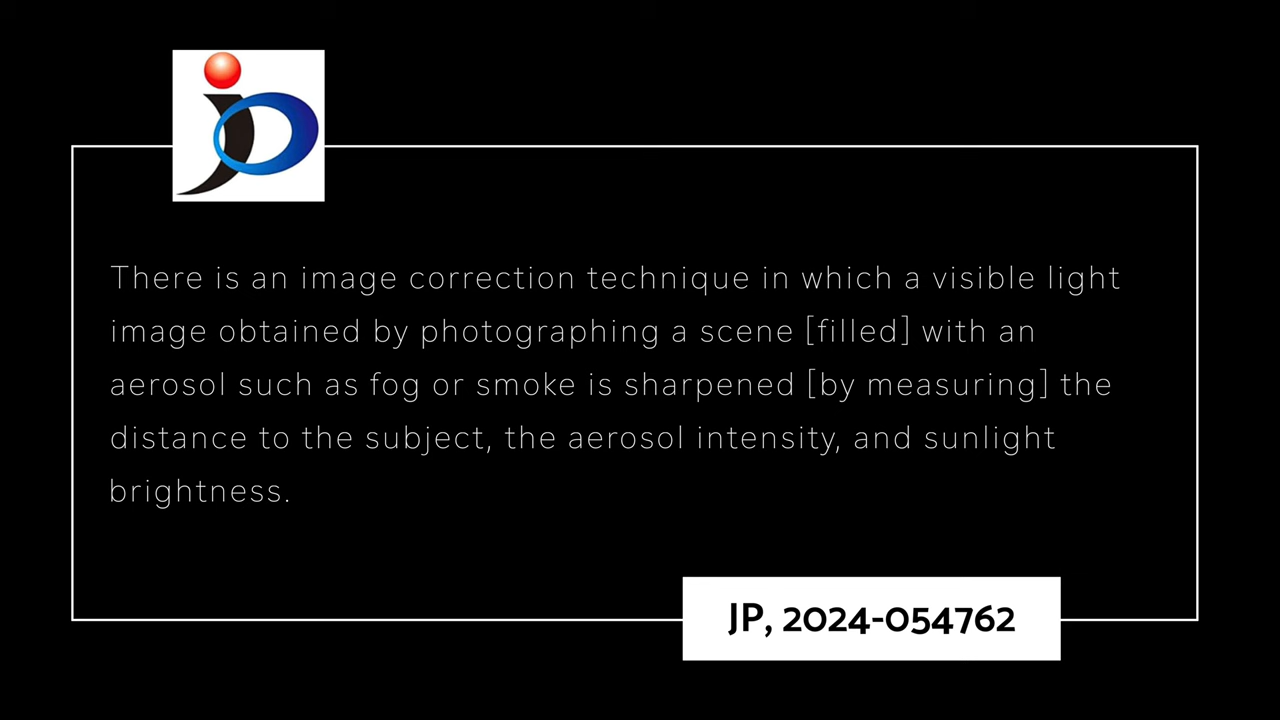 There is an image correction technique in which a visible light
image obtained by photographing a scene [filled] with an
aerosol such as fog or smoke is sharpened [by measuring] the
distance to the subject, the aerosol intensity, and sunlight
brightness.
JP, 2024-054762